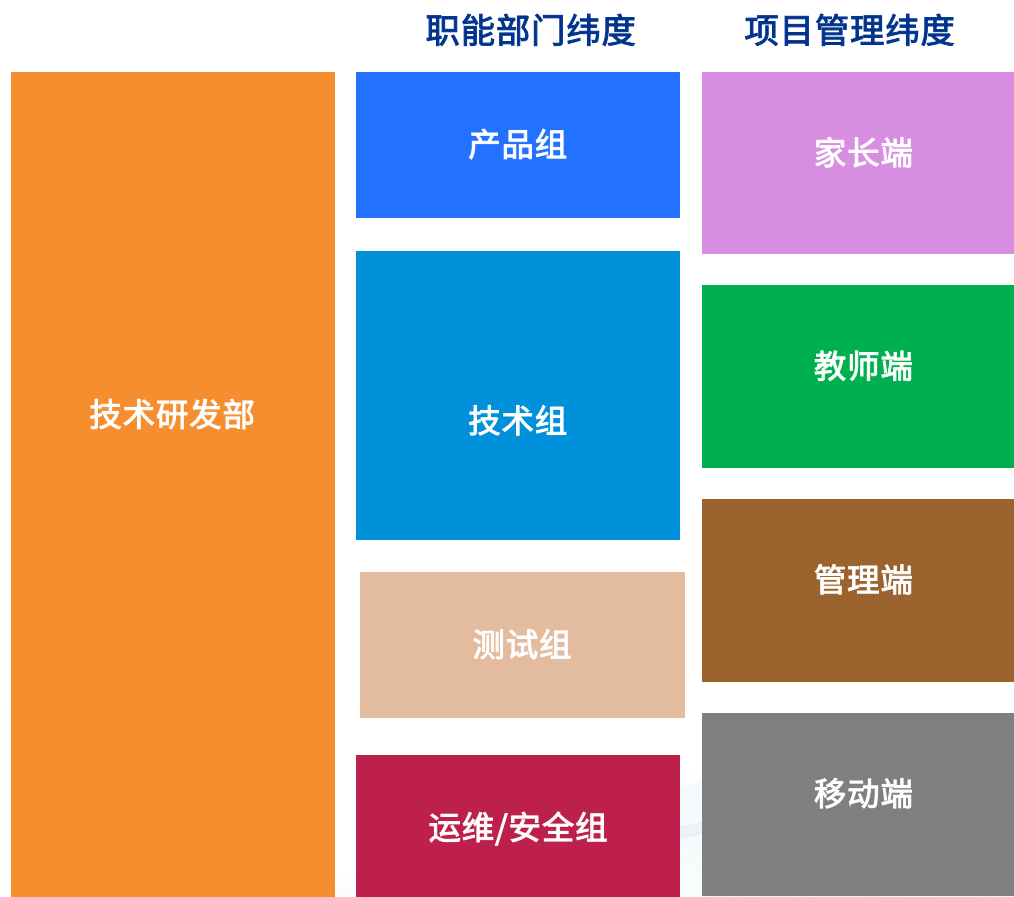 职能部门纬度
项目管理纬度
技术研发部
产品组
技术组
测试组
运维/安全组
家长端
教师端
管理端
移动端